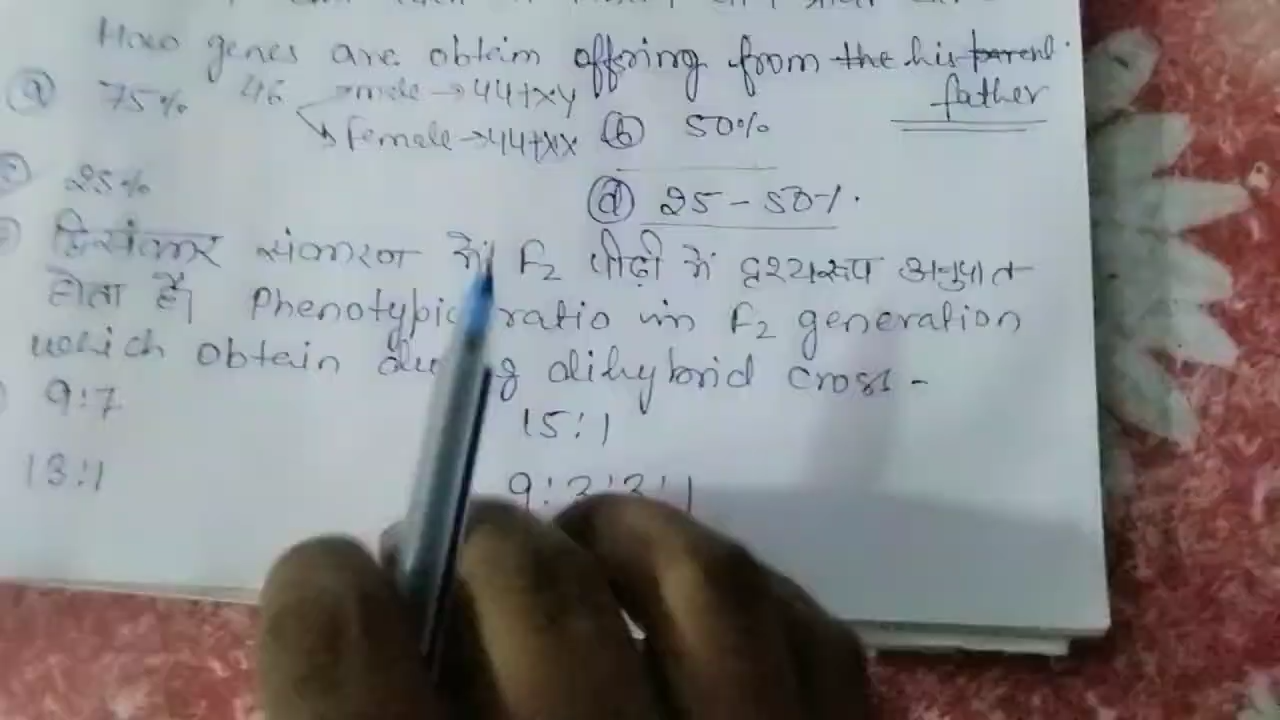 How genes are obtain offring from the his parent father
(a) 75% 46 male → 44+xy
Female → 44+xx (b) 50%
(c) 25%
(d) 25-50%.
द्विसंकर संकरण में F2 पीढ़ी में दृश्यरूप अनुपात
होता है। Phenotypic ratio in F2 generation
which obtain during dihybrid cross -
9:7
15:1
13:1
9:3:3:1